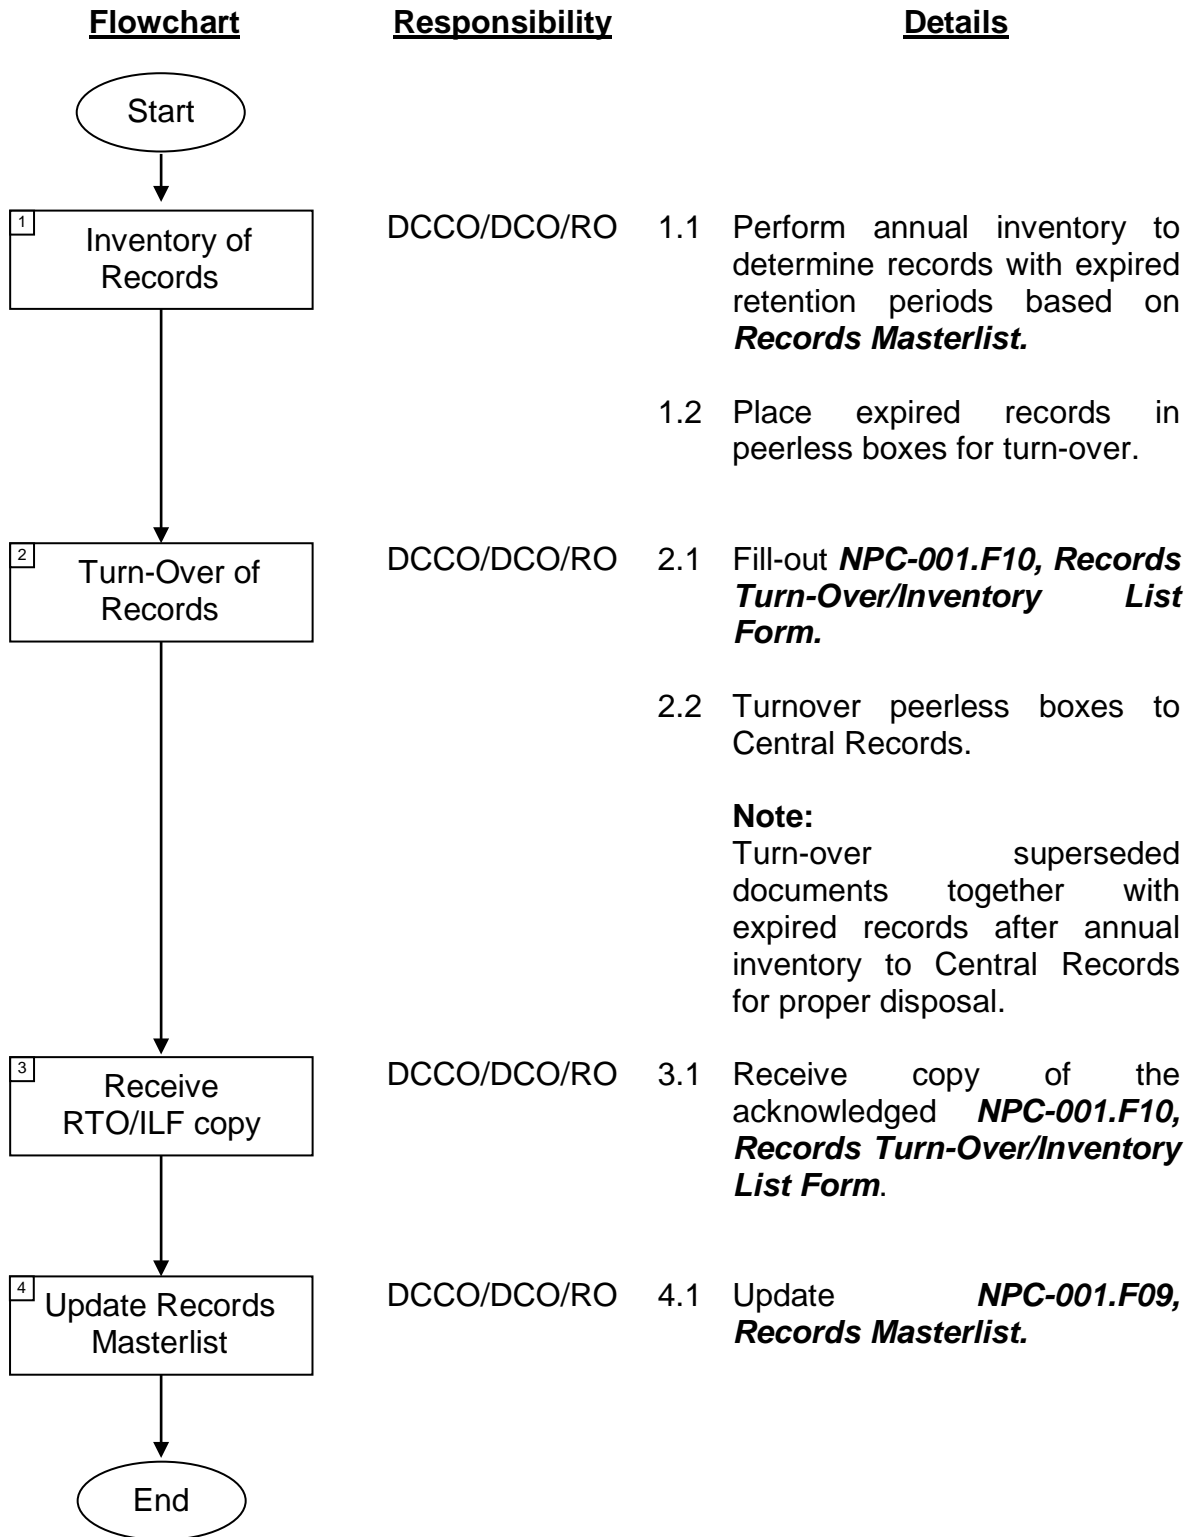 Flowchart Responsibility Details
Start
1
Inventory of
Records
DCCO/DCO/RO
1.1 Perform annual inventory to
determine records with expired
retention periods based on
Records Masterlist.
1.2 Place expired records in
peerless boxes for turn-over.
2
Turn-Over of
Records
DCCO/DCO/RO
2.1 Fill-out NPC-001.F10, Records
Turn-Over/Inventory List
Form.
2.2 Turnover peerless boxes to
Central Records.
Note:
Turn-over superseded
documents together with
expired records after annual
inventory to Central Records
for proper disposal.
3
Receive
RTO/ILF copy
DCCO/DCO/RO
3.1 Receive copy of the
acknowledged NPC-001.F10,
Records Turn-Over/Inventory
List Form.
4
Update Records
Masterlist
DCCO/DCO/RO
4.1 Update NPC-001.F09,
Records Masterlist.
End